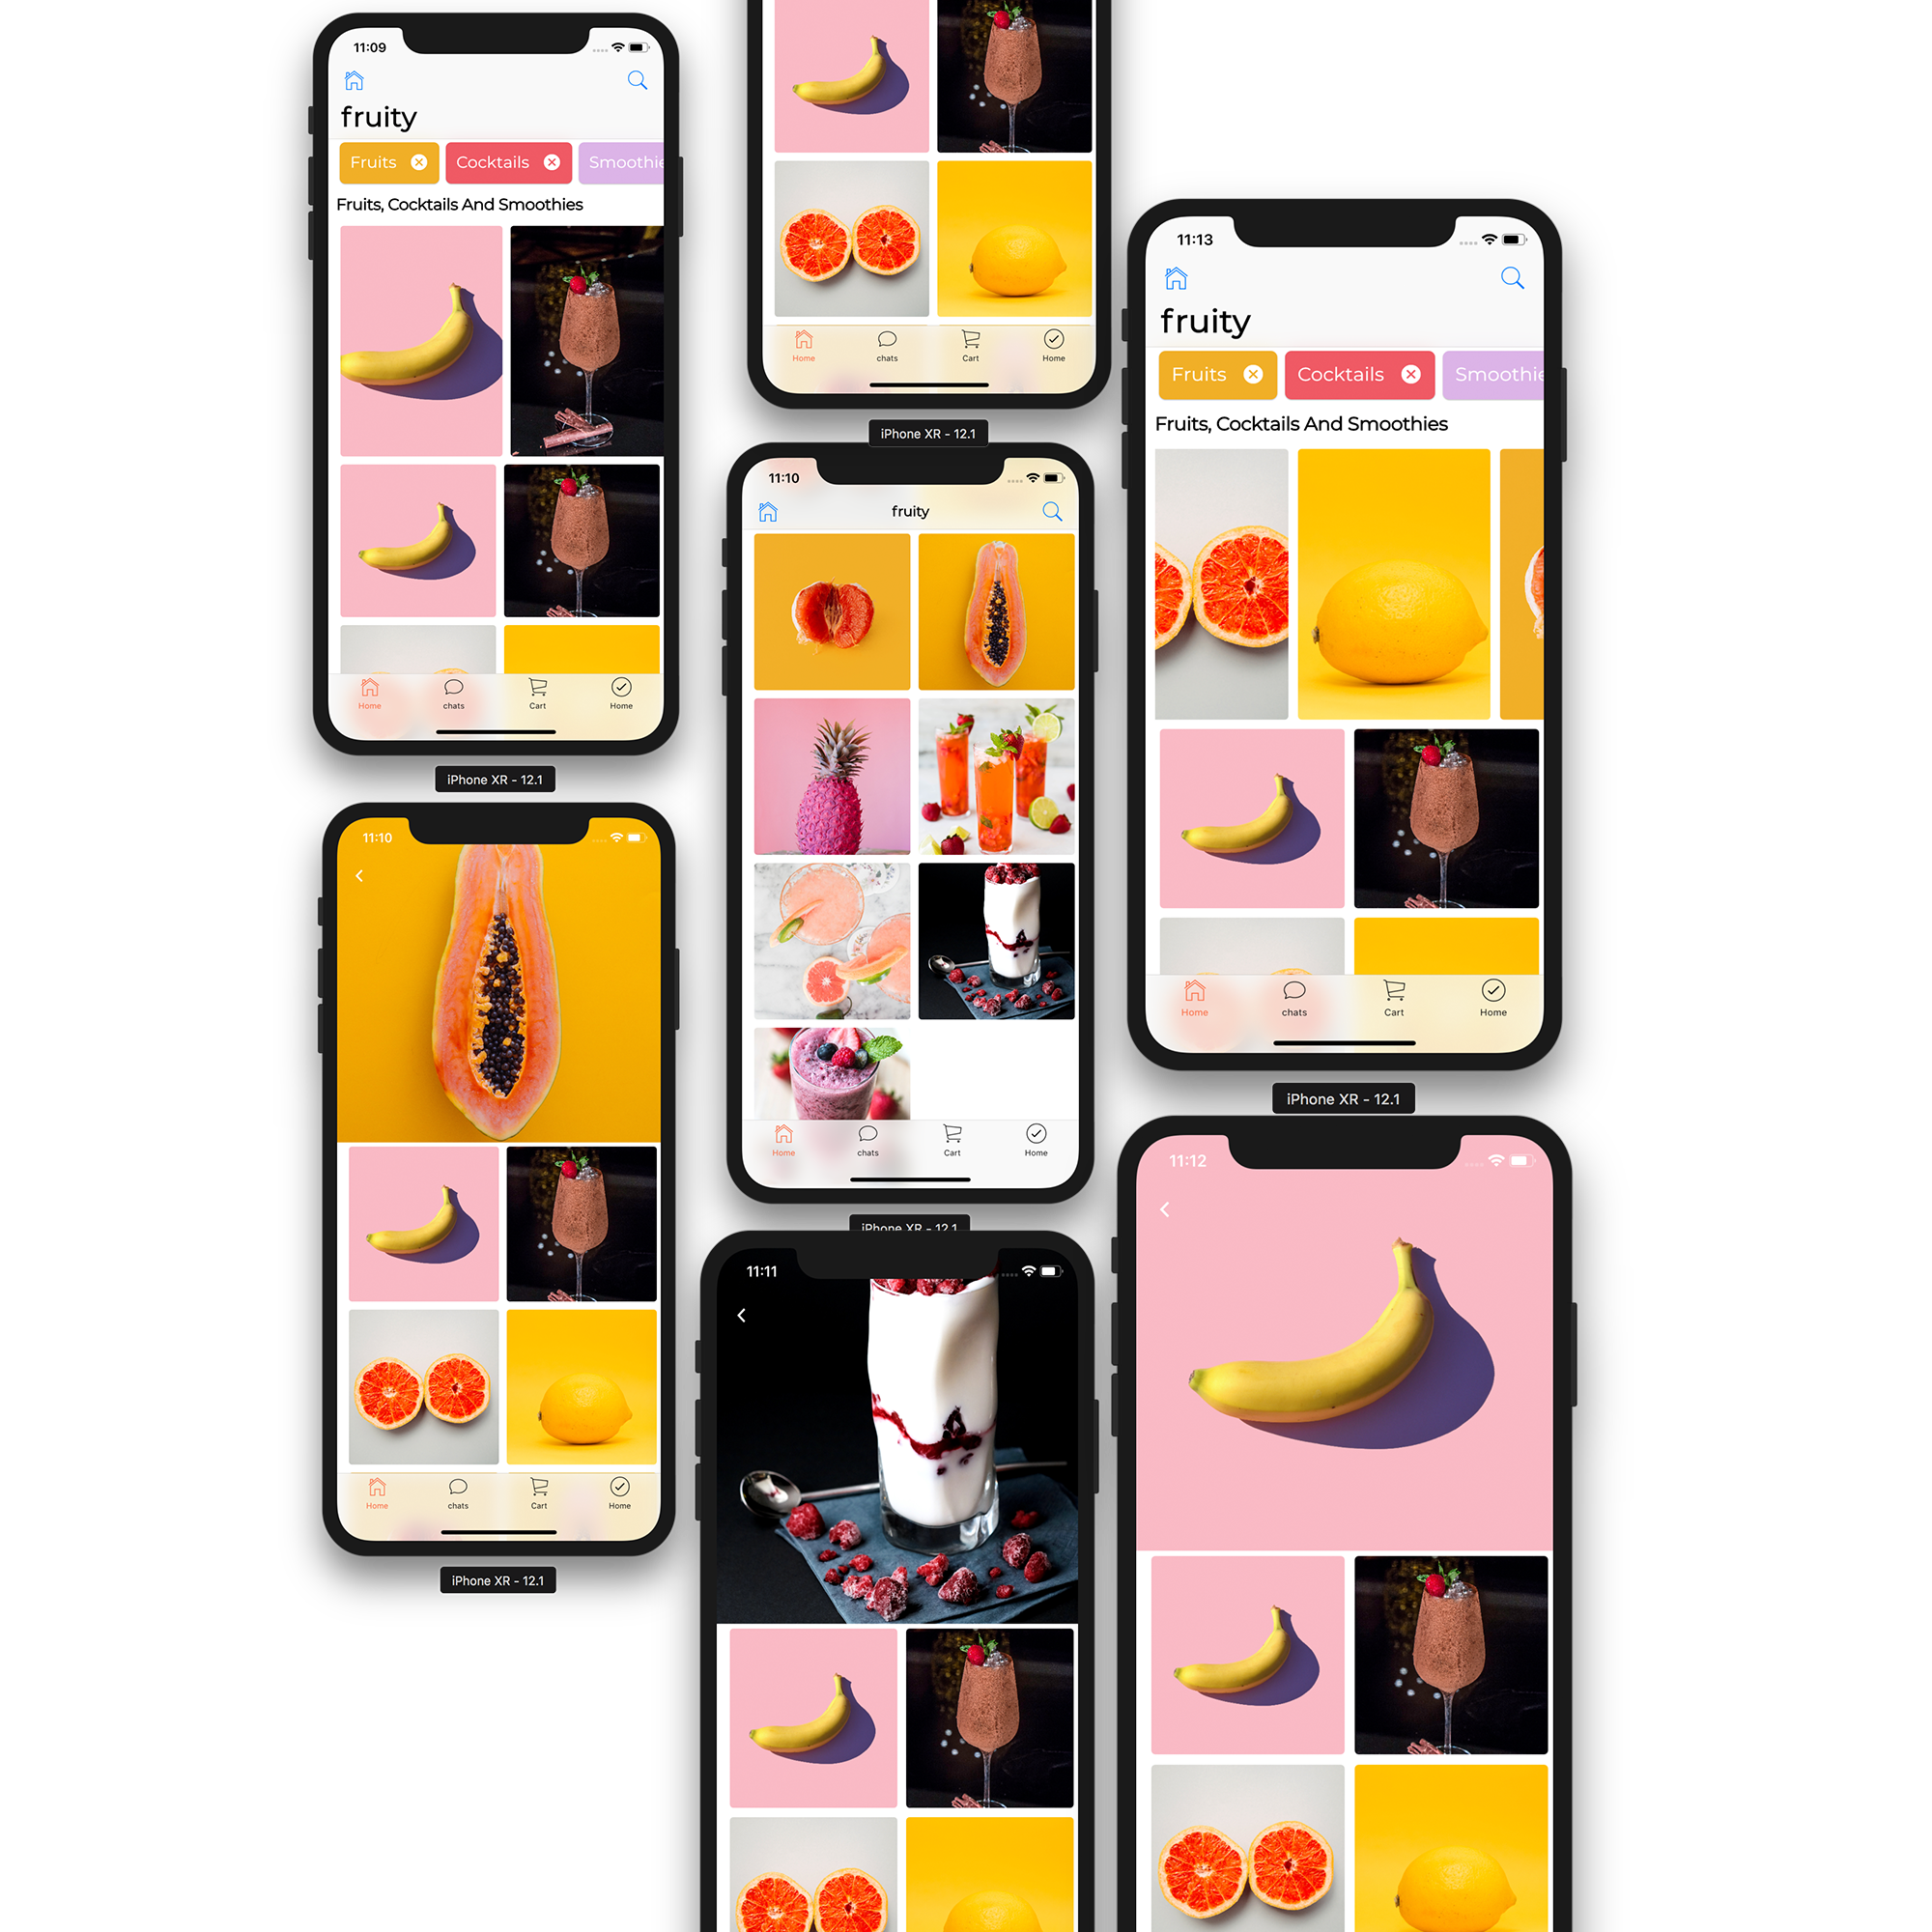 11:09
fruity
Fruits
Cocktails
Smoothie
Fruits, Cocktails And Smoothies
Home
chats
Cart
Home
iPhone XR - 12.1
11:10
Home
chats
Cart
Home
iPhone XR - 12.1
Home
chats
Cart
Home
iPhone XR - 12.1
11:10
fruity
Home
chats
Cart
Home
iPhone XR - 12.1
11:11
11:13
fruity
Fruits
Cocktails
Smoothie
Fruits, Cocktails And Smoothies
Home
chats
Cart
Home
iPhone XR - 12.1
11:12